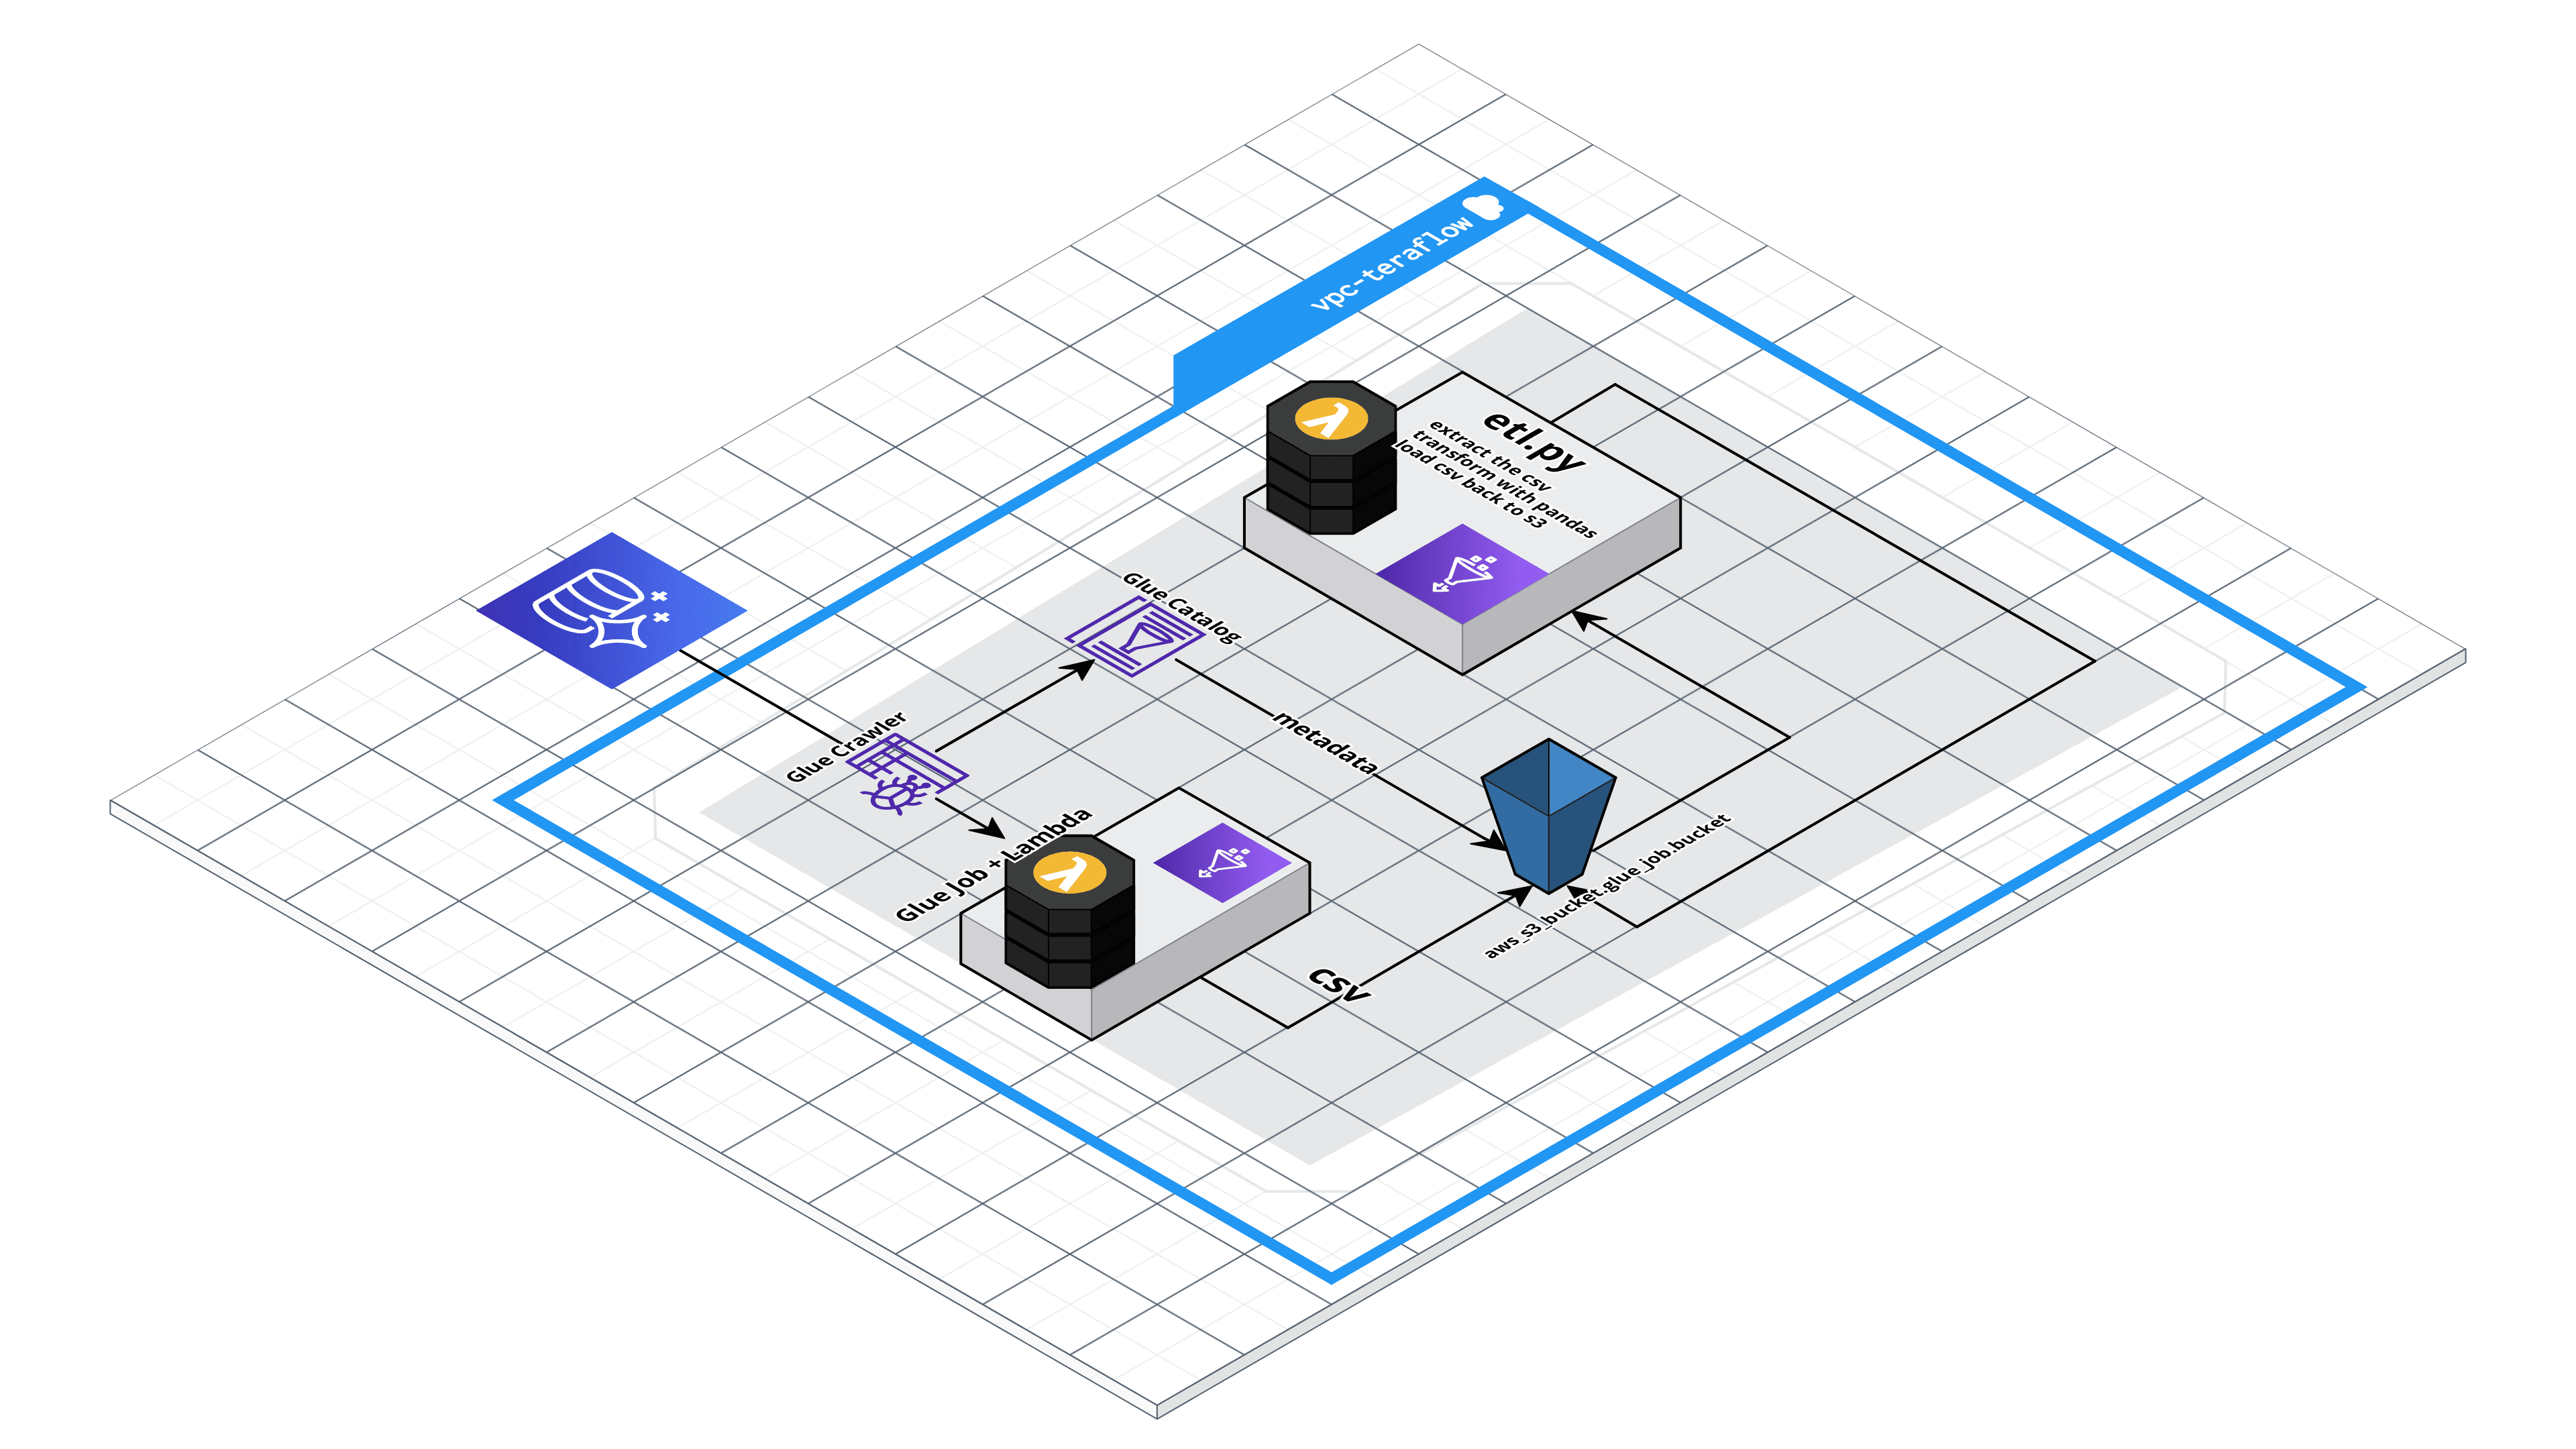 vpc-teraflow
etl.py
extract the csv
transform with pandas
load csv back to s3
Glue Catalog
Glue Crawler
metadata
Glue Job + Lambda
aws_s3_bucket.glue_job.bucket
csv